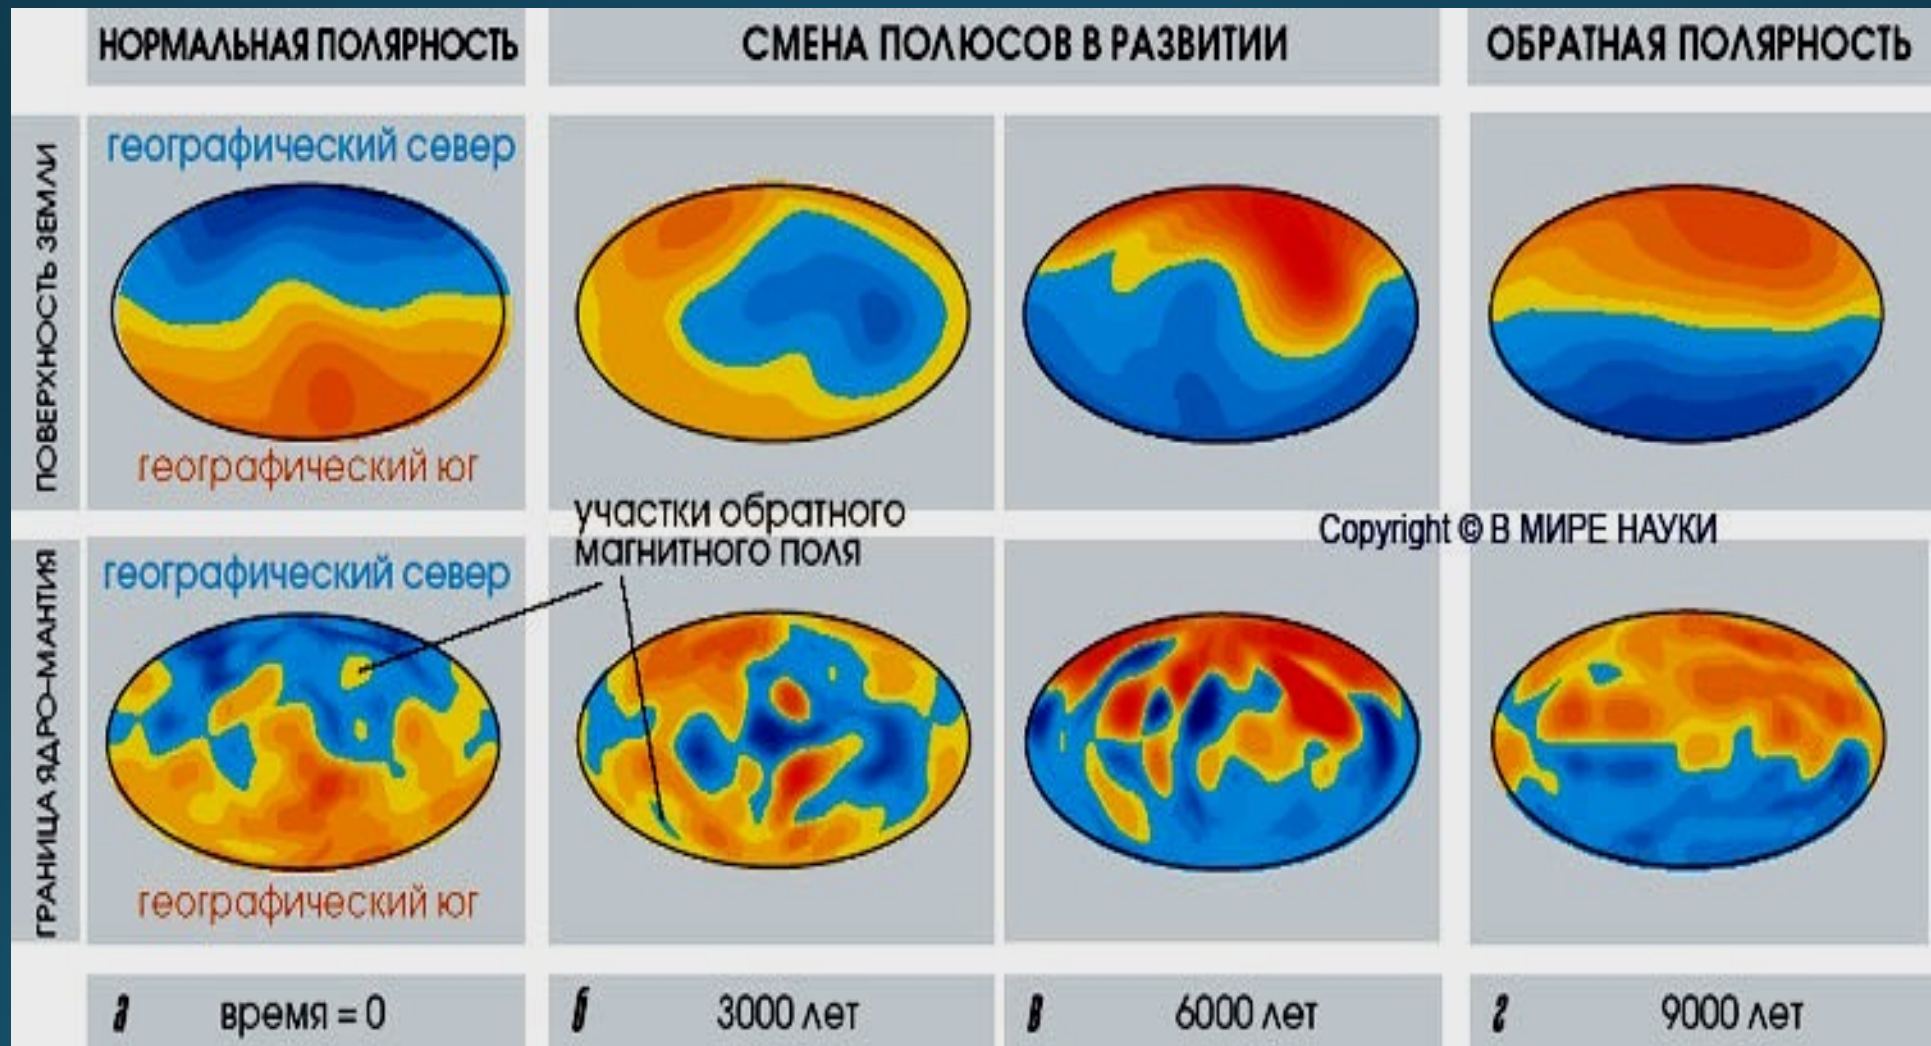 НОРМАЛЬНАЯ ПОЛЯРНОСТЬ
СМЕНА ПОЛЮСОВ В РАЗВИТИИ
ОБРАТНАЯ ПОЛЯРНОСТЬ
ПОВЕРХНОСТЬ ЗЕМЛИ
географический север
географический юг
участки обратного
магнитного поля
Copyright © В МИРЕ НАУКИ
ГРАНИЦА ЯДРО-МАНТИЯ
географический север
географический юг
а время = 0
б 3000 лет
в 6000 лет
г 9000 лет